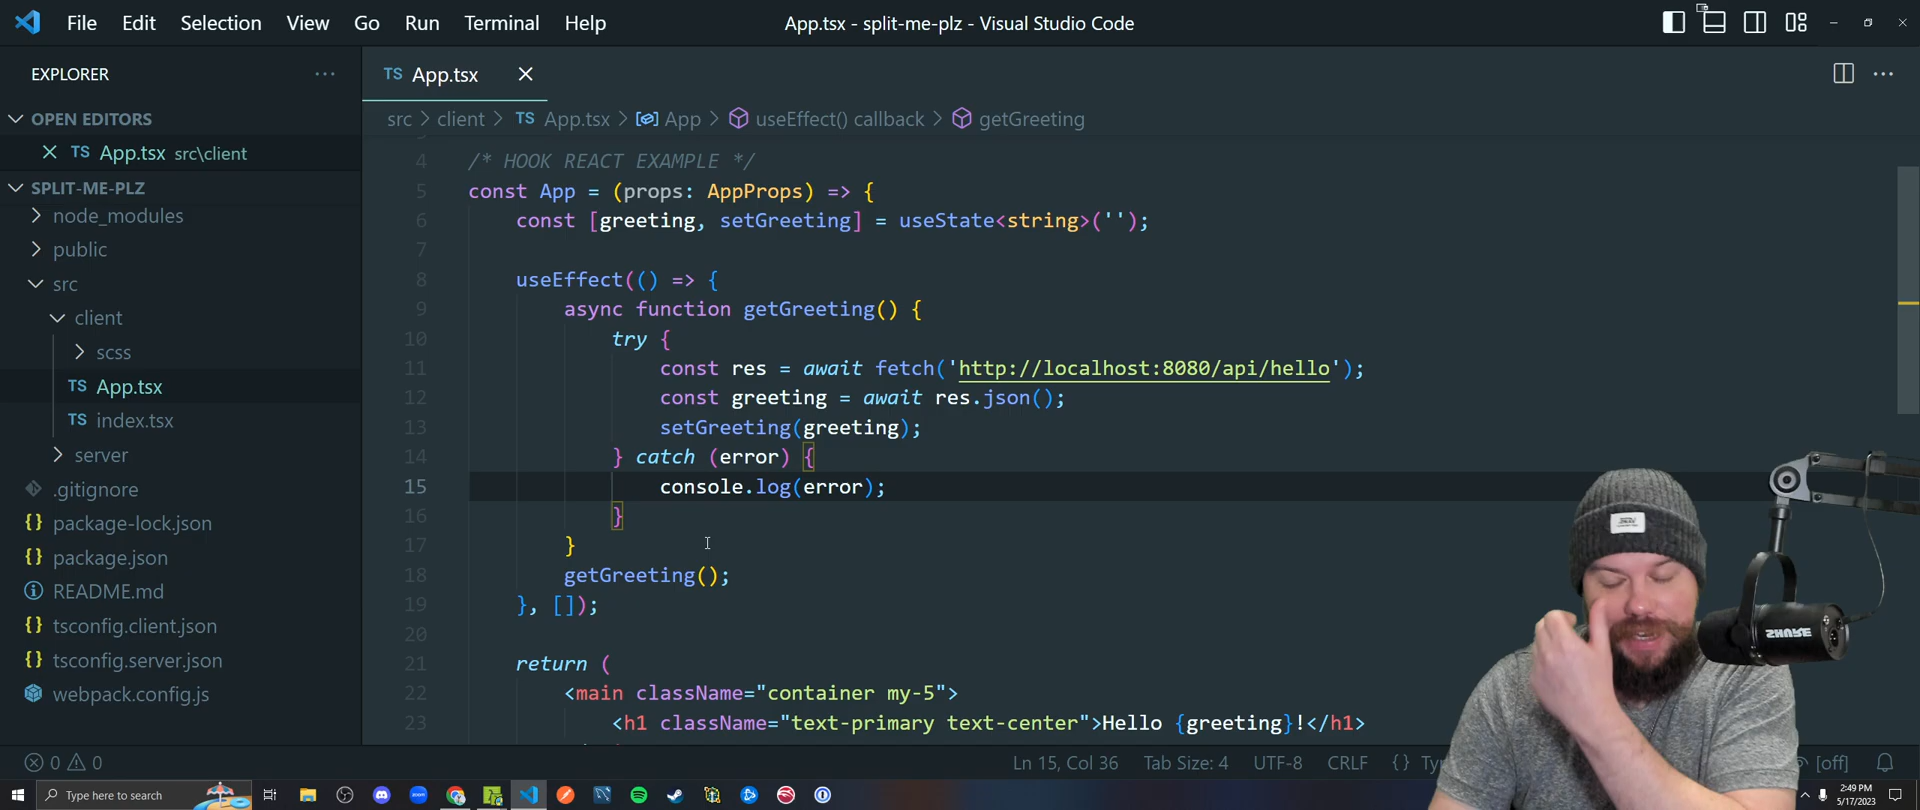 File Edit Selection View Go Run Terminal Help
App.tsx - split-me-plz - Visual Studio Code
EXPLORER
OPEN EDITORS
TS App.tsx src\client
SPLIT-ME-PLZ
node_modules
public
src
client
scss
TS App.tsx
TS index.tsx
server
.gitignore
{} package-lock.json
{} package.json
README.md
{} tsconfig.client.json
{} tsconfig.server.json
webpack.config.js
TS App.tsx
src > client > TS App.tsx > App > useEffect() callback > getGreeting
4 /* HOOK REACT EXAMPLE */
5 const App = (props: AppProps) => {
6 const [greeting, setGreeting] = useState<string>('');
7
8 useEffect(() => {
9 async function getGreeting() {
10 try {
11 const res = await fetch('http://localhost:8080/api/hello');
12 const greeting = await res.json();
13 setGreeting(greeting);
14 } catch (error) {
15 console.log(error);
16 }
17 }
18 getGreeting();
19 }, []);
20
21 return (
22 <main className="container my-5">
23 <h1 className="text-primary text-center">Hello {greeting}!</h1>
SHURE
0 0
Ln 15, Col 36 Tab Size: 4 UTF-8 CRLF {} [off]
Type here to search
zoom
2:49 PM
5/17/2023